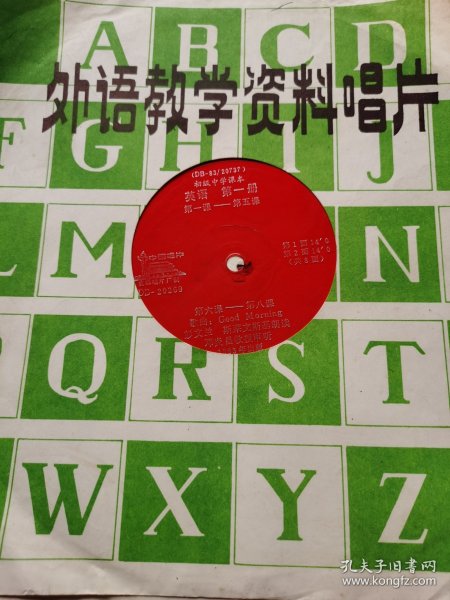 A B C D
外语教学资料唱片
F G H I J
(DB-83/20737)
初级中学课本
英语 第一册
第一课——第五课
第1面14′0
第2面14′0
(共8面)
中国唱片
L M N
第六课——第八课
歌曲：Good Morning
Q R S T
W X Y Z
孔夫子旧书网
www.kongfz.com